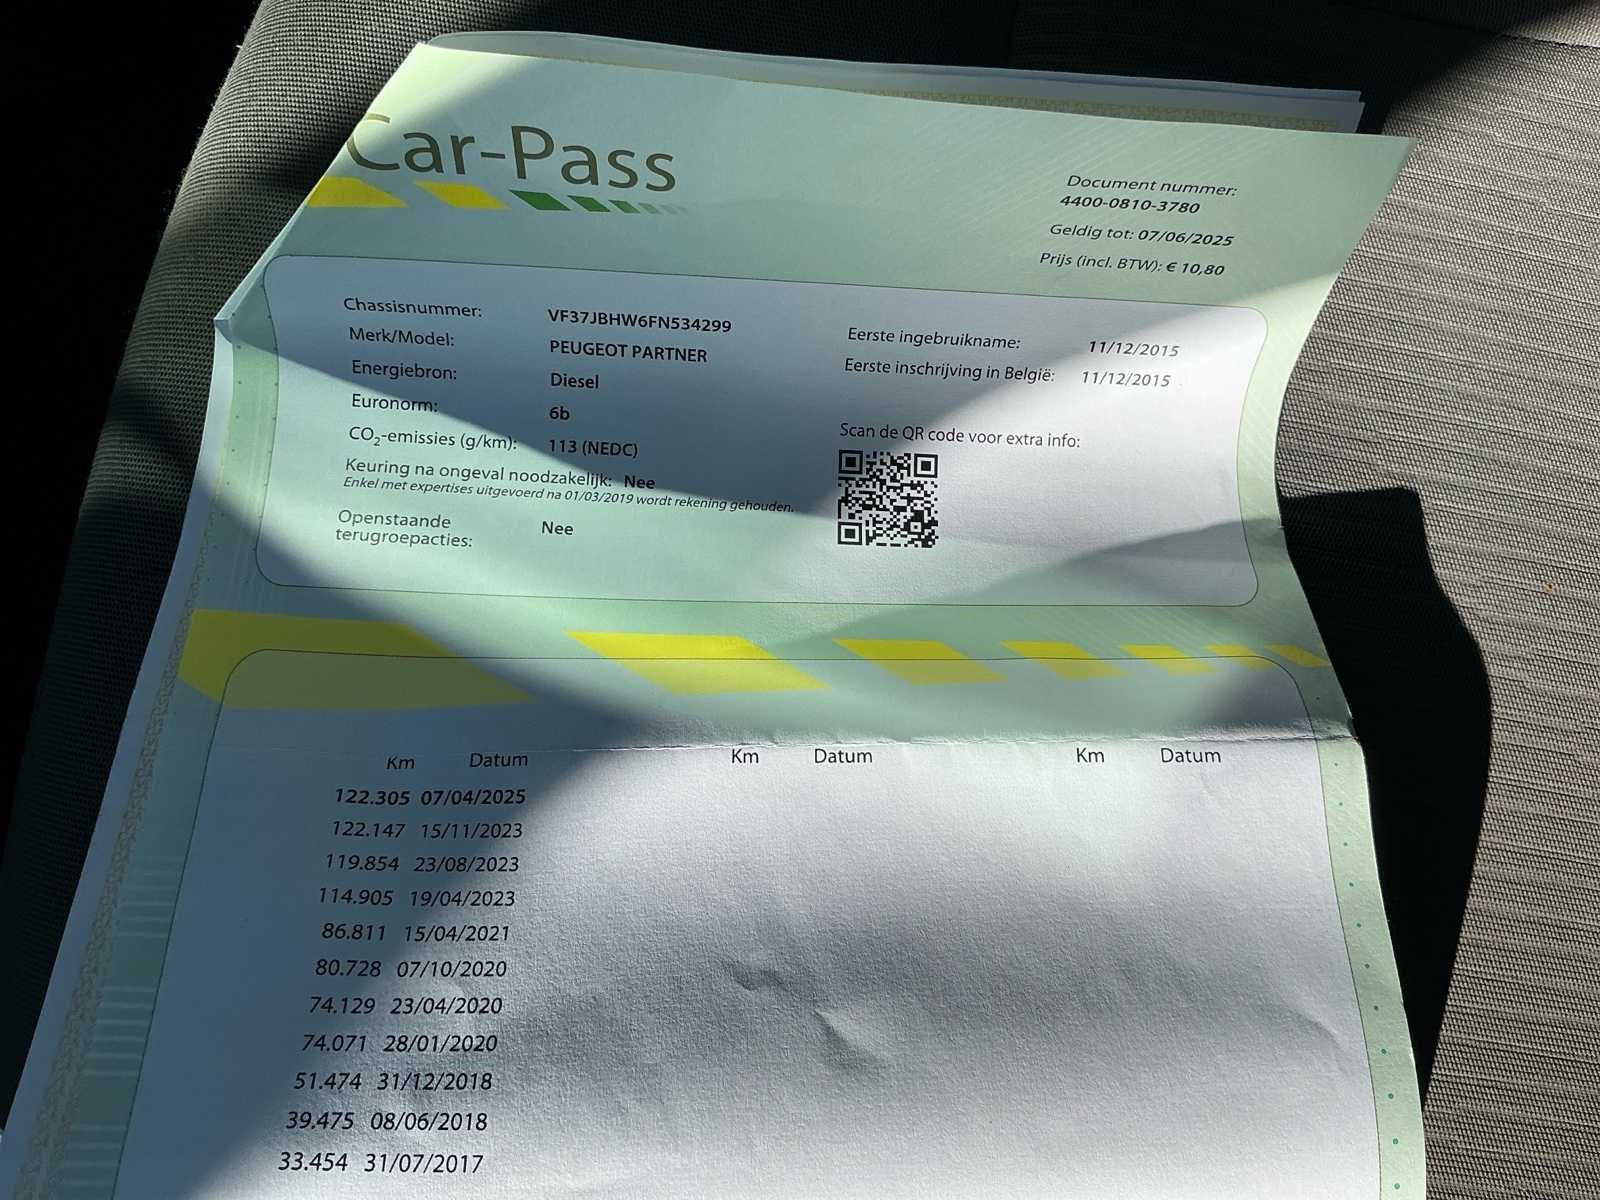 Car-Pass
Document nummer:
4400-0810-3780
Geldig tot: 07/06/2025
Prijs (incl. BTW): € 10,80
Chassisnummer: VF37JBHW6FN534299
Merk/Model: PEUGEOT PARTNER
Energiebron: Diesel
Euronorm: 6b
CO₂-emissies (g/km): 113 (NEDC)
Keuring na ongeval noodzakelijk: Nee
Enkel met expertises uitgevoerd na 01/03/2019 wordt rekening gehouden.
Openstaande
terugroepacties: Nee
Eerste ingebruikname: 11/12/2015
Eerste inschrijving in België: 11/12/2015
Scan de QR code voor extra info:
Km Datum Km Datum Km Datum
122.305 07/04/2025
122.147 15/11/2023
119.854 23/08/2023
114.905 19/04/2023
86.811 15/04/2021
80.728 07/10/2020
74.129 23/04/2020
74.071 28/01/2020
51.474 31/12/2018
39.475 08/06/2018
33.454 31/07/2017